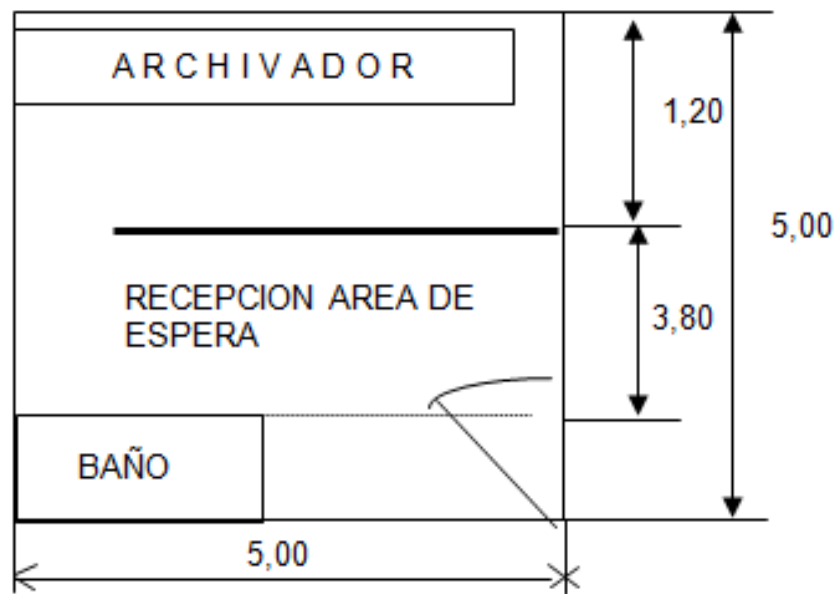 ARCHIVADOR
1,20
5,00
RECEPCION AREA DE
ESPERA
3,80
BAÑO
5,00